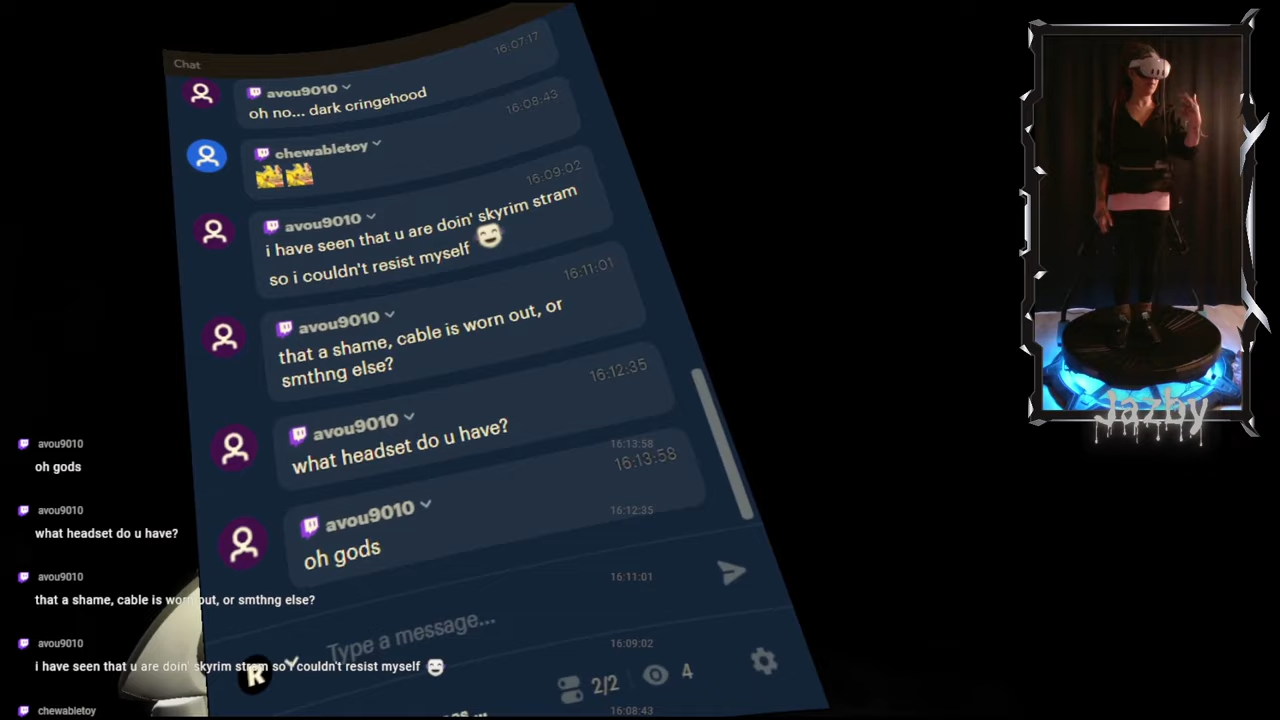 Chat
16:07:17
avou9010
oh no... dark cringehood
16:08:43
chewabletoy
16:09:02
avou9010
i have seen that u are doin' skyrim stram
so i couldn't resist myself
16:11:01
avou9010
that a shame, cable is worn out, or
smthng else?
16:12:35
avou9010
what headset do u have?
16:13:58
avou9010
oh gods
Type a message...
R
2/2
4
avou9010
16:13:58
oh gods
avou9010
16:12:35
what headset do u have?
avou9010
16:11:01
that a shame, cable is worn out, or smthng else?
avou9010
16:09:02
i have seen that u are doin' skyrim stram so i couldn't resist myself
chewabletoy
16:08:43
Jazby